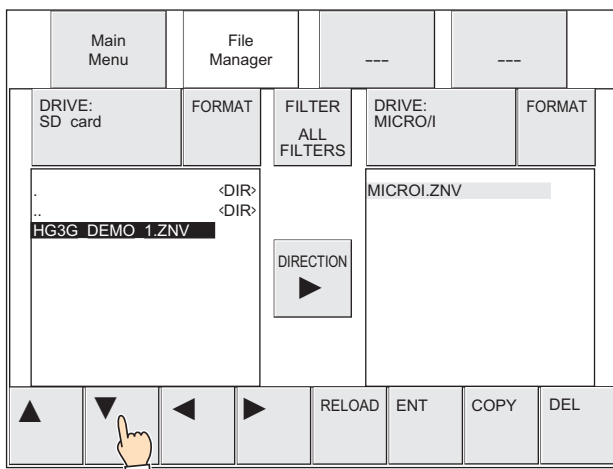 Main
Menu
File
Manager
---
---
DRIVE:
SD card
FORMAT
FILTER
ALL
FILTERS
DRIVE:
MICRO/I
FORMAT
. <DIR>
.. <DIR>
HG3G_DEMO_1.ZNV
MICROI.ZNV
DIRECTION
▶
▲ ▼ ◀ ▶ RELOAD ENT COPY DEL